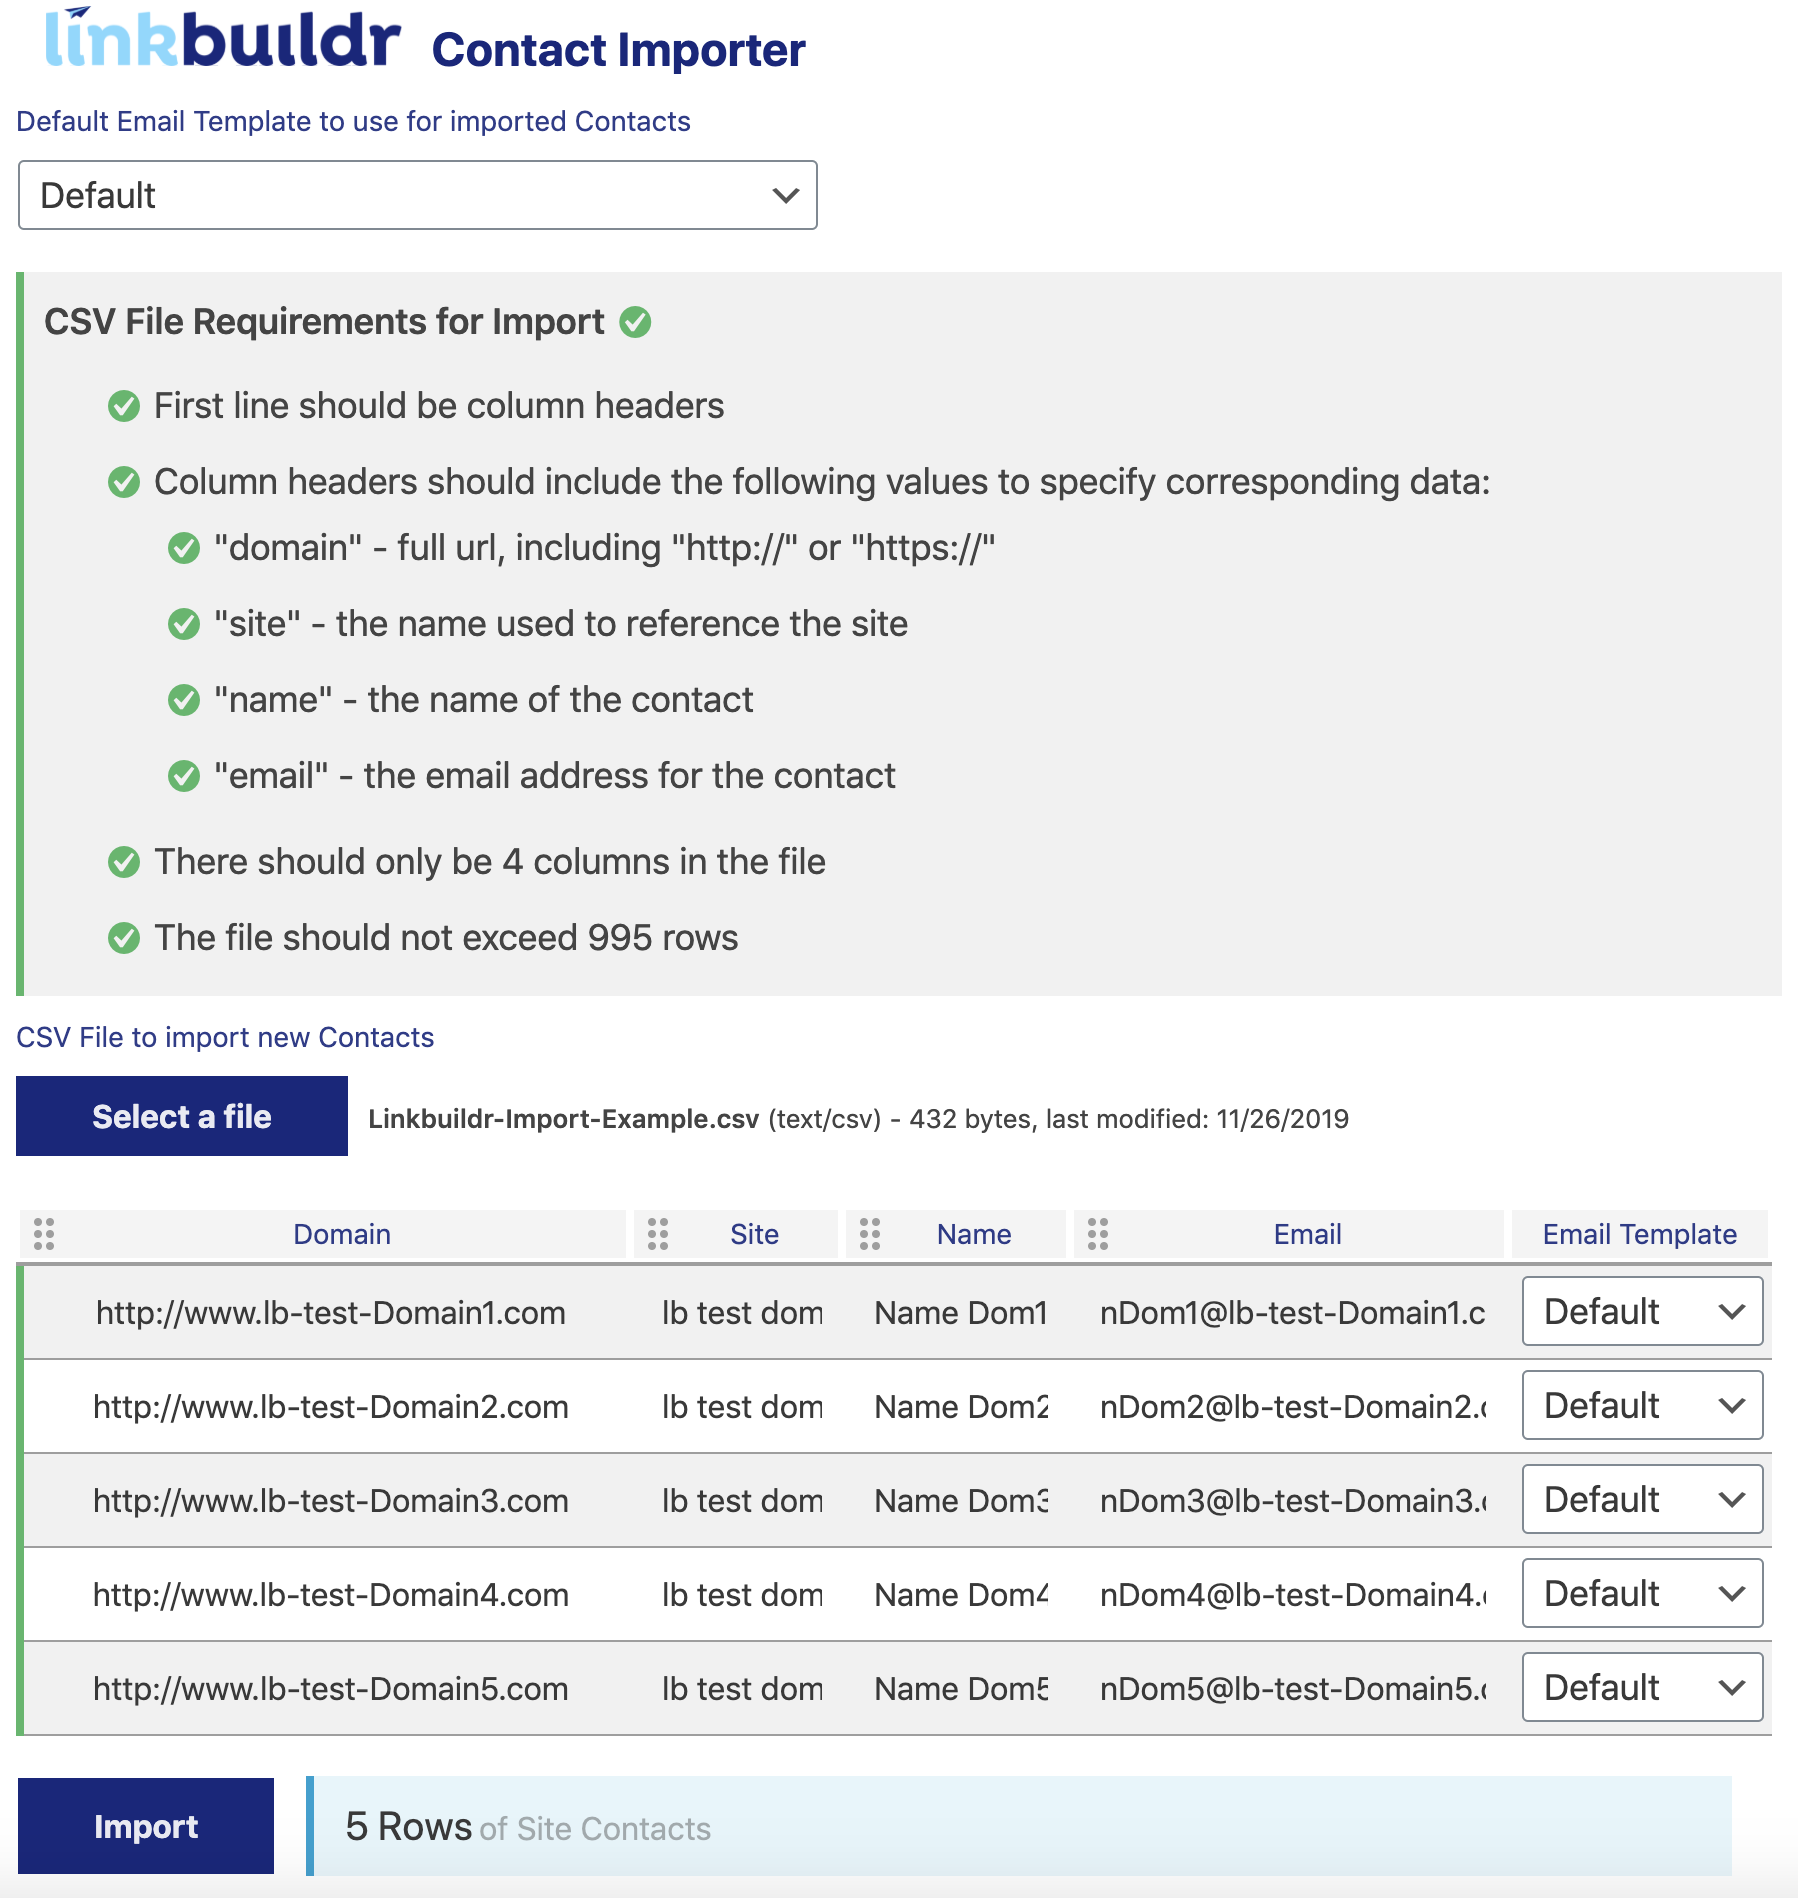 linkbuildr Contact Importer
Default Email Template to use for imported Contacts
Default
CSV File Requirements for Import
First line should be column headers
Column headers should include the following values to specify corresponding data:
"domain" - full url, including "http://" or "https://"
"site" - the name used to reference the site
"name" - the name of the contact
"email" - the email address for the contact
There should only be 4 columns in the file
The file should not exceed 995 rows
CSV File to import new Contacts
Select a file Linkbuildr-Import-Example.csv (text/csv) - 432 bytes, last modified: 11/26/2019
Domain Site Name Email Email Template
http://www.lb-test-Domain1.com lb test dom Name Dom1 nDom1@lb-test-Domain1.c Default
http://www.lb-test-Domain2.com lb test dom Name Dom2 nDom2@lb-test-Domain2. Default
http://www.lb-test-Domain3.com lb test dom Name Dom3 nDom3@lb-test-Domain3. Default
http://www.lb-test-Domain4.com lb test dom Name Dom4 nDom4@lb-test-Domain4. Default
http://www.lb-test-Domain5.com lb test dom Name Dom5 nDom5@lb-test-Domain5. Default
Import 5 Rows of Site Contacts